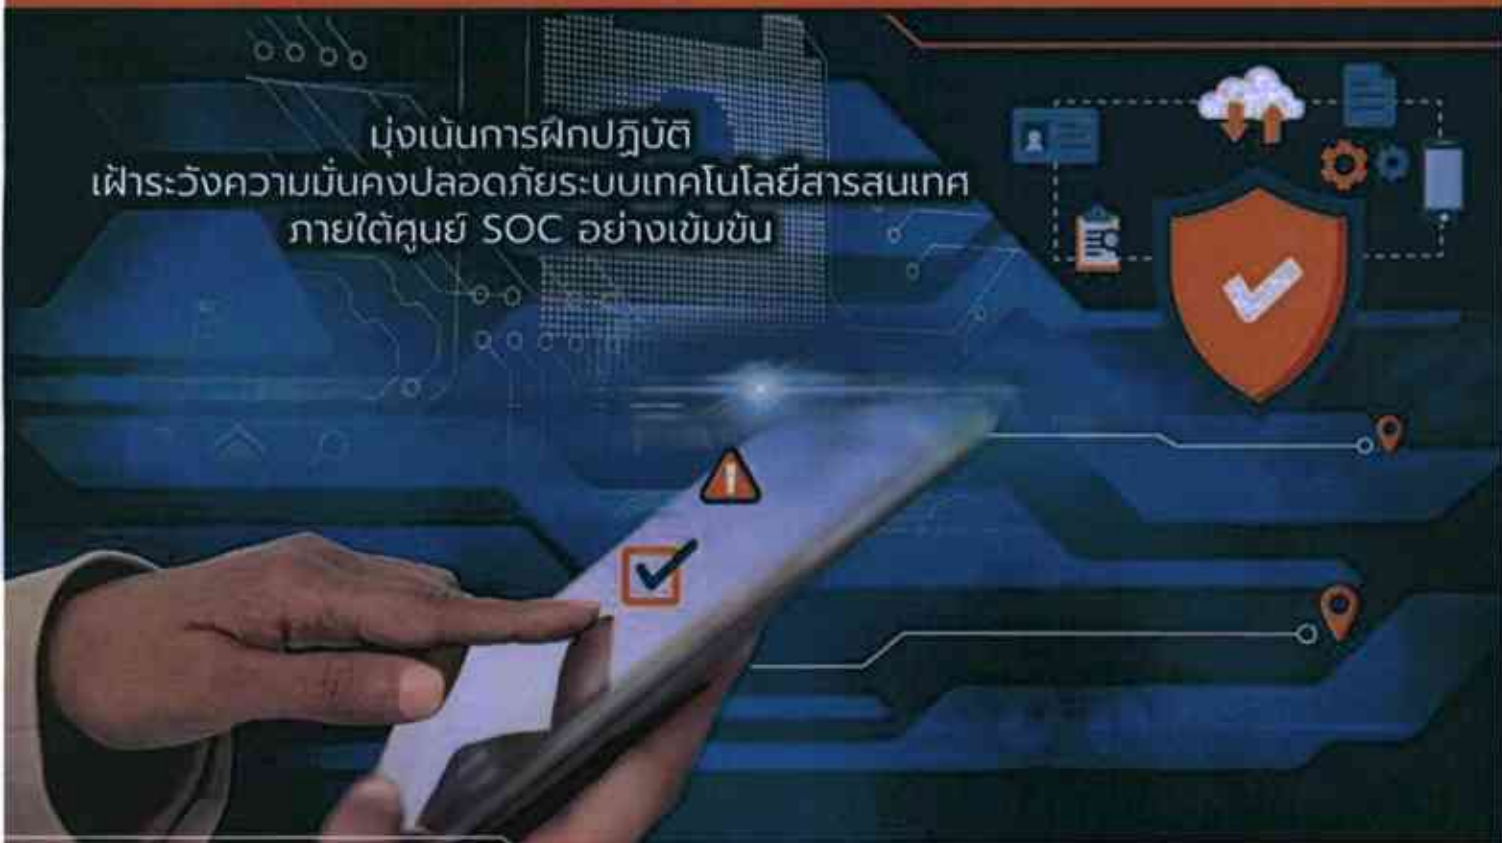 มุ่งเน้นการฝึกปฏิบัติ
เฝ้าระวังความมั่นคงปลอดภัยระบบเทคโนโลยีสารสนเทศ
ภายใต้ศูนย์ SOC อย่างเข้มข้น